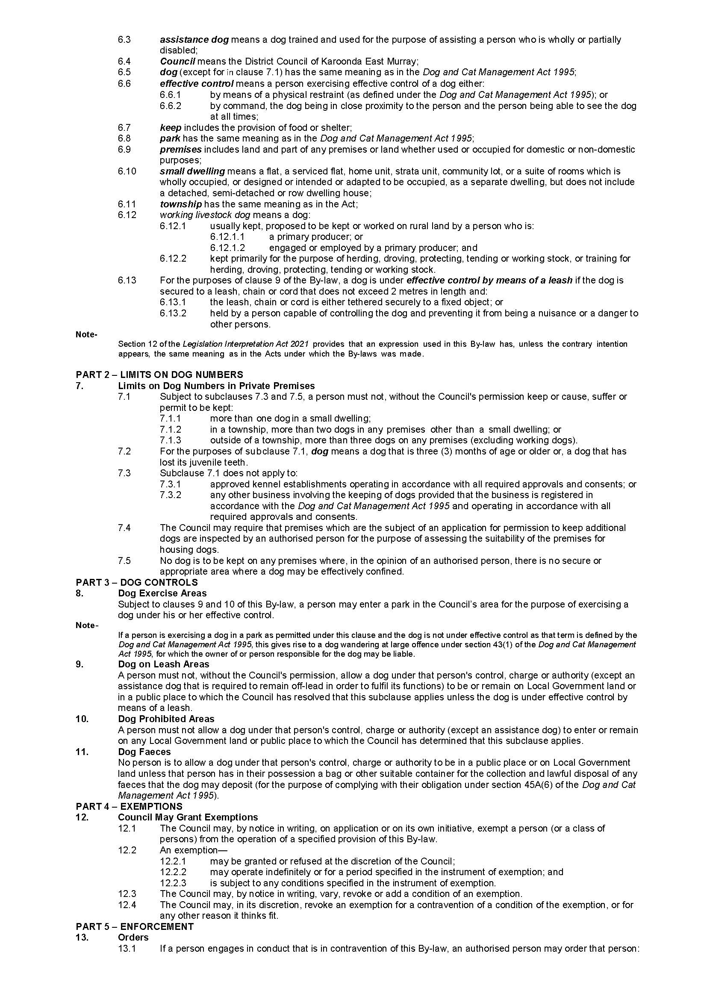 6.3 assistance dog means a dog trained and used for the purpose of assisting a person who is wholly or partially
disabled;
6.4 Council means the District Council of Karoonda East Murray;
6.5 dog (except for in clause 7.1) has the same meaning as in the Dog and Cat Management Act 1995;
6.6 effective control means a person exercising effective control of a dog either:
6.6.1 by means of a physical restraint (as defined under the Dog and Cat Management Act 1995); or
6.6.2 by command, the dog being in close proximity to the person and the person being able to see the dog
at all times;
6.7 keep includes the provision of food or shelter;
6.8 park has the same meaning as in the Dog and Cat Management Act 1995;
6.9 premises includes land and part of any premises or land whether used or occupied for domestic or non-domestic
purposes;
6.10 small dwelling means a flat, a serviced flat, home unit, strata unit, community lot, or a suite of rooms which is
wholly occupied, or designed or intended or adapted to be occupied, as a separate dwelling, but does not include
a detached, semi-detached or row dwelling house;
6.11 township has the same meaning as in the Act;
6.12 working livestock dog means a dog:
6.12.1 usually kept, proposed to be kept or worked on rural land by a person who is:
6.12.1.1 a primary producer; or
6.12.1.2 engaged or employed by a primary producer; and
6.12.2 kept primarily for the purpose of herding, droving, protecting, tending or working stock, or training for
herding, droving, protecting, tending or working stock.
6.13 For the purposes of clause 9 of the By-law, a dog is under effective control by means of a leash if the dog is
secured to a leash, chain or cord that does not exceed 2 metres in length and:
6.13.1 the leash, chain or cord is either tethered securely to a fixed object; or
6.13.2 held by a person capable of controlling the dog and preventing it from being a nuisance or a danger to
other persons.
Note-
Section 12 of the Legislation Interpretation Act 2021 provides that an expression used in this By-law has, unless the contrary intention
appears, the same meaning as in the Acts under which the By-laws was made.
PART 2 – LIMITS ON DOG NUMBERS
7. Limits on Dog Numbers in Private Premises
7.1 Subject to subclauses 7.3 and 7.5, a person must not, without the Council's permission keep or cause, suffer or
permit to be kept:
7.1.1 more than one dog in a small dwelling;
7.1.2 in a township, more than two dogs in any premises other than a small dwelling; or
7.1.3 outside of a township, more than three dogs on any premises (excluding working dogs).
7.2 For the purposes of subclause 7.1, dog means a dog that is three (3) months of age or older or, a dog that has
lost its juvenile teeth.
7.3 Subclause 7.1 does not apply to:
7.3.1 approved kennel establishments operating in accordance with all required approvals and consents; or
7.3.2 any other business involving the keeping of dogs provided that the business is registered in
accordance with the Dog and Cat Management Act 1995 and operating in accordance with all
required approvals and consents.
7.4 The Council may require that premises which are the subject of an application for permission to keep additional
dogs are inspected by an authorised person for the purpose of assessing the suitability of the premises for
housing dogs.
7.5 No dog is to be kept on any premises where, in the opinion of an authorised person, there is no secure or
appropriate area where a dog may be effectively confined.
PART 3 – DOG CONTROLS
8. Dog Exercise Areas
Subject to clauses 9 and 10 of this By-law, a person may enter a park in the Council's area for the purpose of exercising a
dog under his or her effective control.
Note-
If a person is exercising a dog in a park as permitted under this clause and the dog is not under effective control as that term is defined by the
Dog and Cat Management Act 1995, this gives rise to a dog wandering at large offence under section 43(1) of the Dog and Cat Management
Act 1995, for which the owner of or person responsible for the dog may be liable.
9. Dog on Leash Areas
A person must not, without the Council's permission, allow a dog under that person's control, charge or authority (except an
assistance dog that is required to remain off-lead in order to fulfil its functions) to be or remain on Local Government land or
in a public place to which the Council has resolved that this subclause applies unless the dog is under effective control by
means of a leash.
10. Dog Prohibited Areas
A person must not allow a dog under that person's control, charge or authority (except an assistance dog) to enter or remain
on any Local Government land or public place to which the Council has determined that this subclause applies.
11. Dog Faeces
No person is to allow a dog under that person's control, charge or authority to be in a public place or on Local Government
land unless that person has in their possession a bag or other suitable container for the collection and lawful disposal of any
faeces that the dog may deposit (for the purpose of complying with their obligation under section 45A(6) of the Dog and Cat
Management Act 1995).
PART 4 – EXEMPTIONS
12. Council May Grant Exemptions
12.1 The Council may, by notice in writing, on application or on its own initiative, exempt a person (or a class of
persons) from the operation of a specified provision of this By-law.
12.2 An exemption—
12.2.1 may be granted or refused at the discretion of the Council;
12.2.2 may operate indefinitely or for a period specified in the instrument of exemption; and
12.2.3 is subject to any conditions specified in the instrument of exemption.
12.3 The Council may, by notice in writing, vary, revoke or add a condition of an exemption.
12.4 The Council may, in its discretion, revoke an exemption for a contravention of a condition of the exemption, or for
any other reason it thinks fit.
PART 5 – ENFORCEMENT
13. Orders
13.1 If a person engages in conduct that is in contravention of this By-law, an authorised person may order that person: